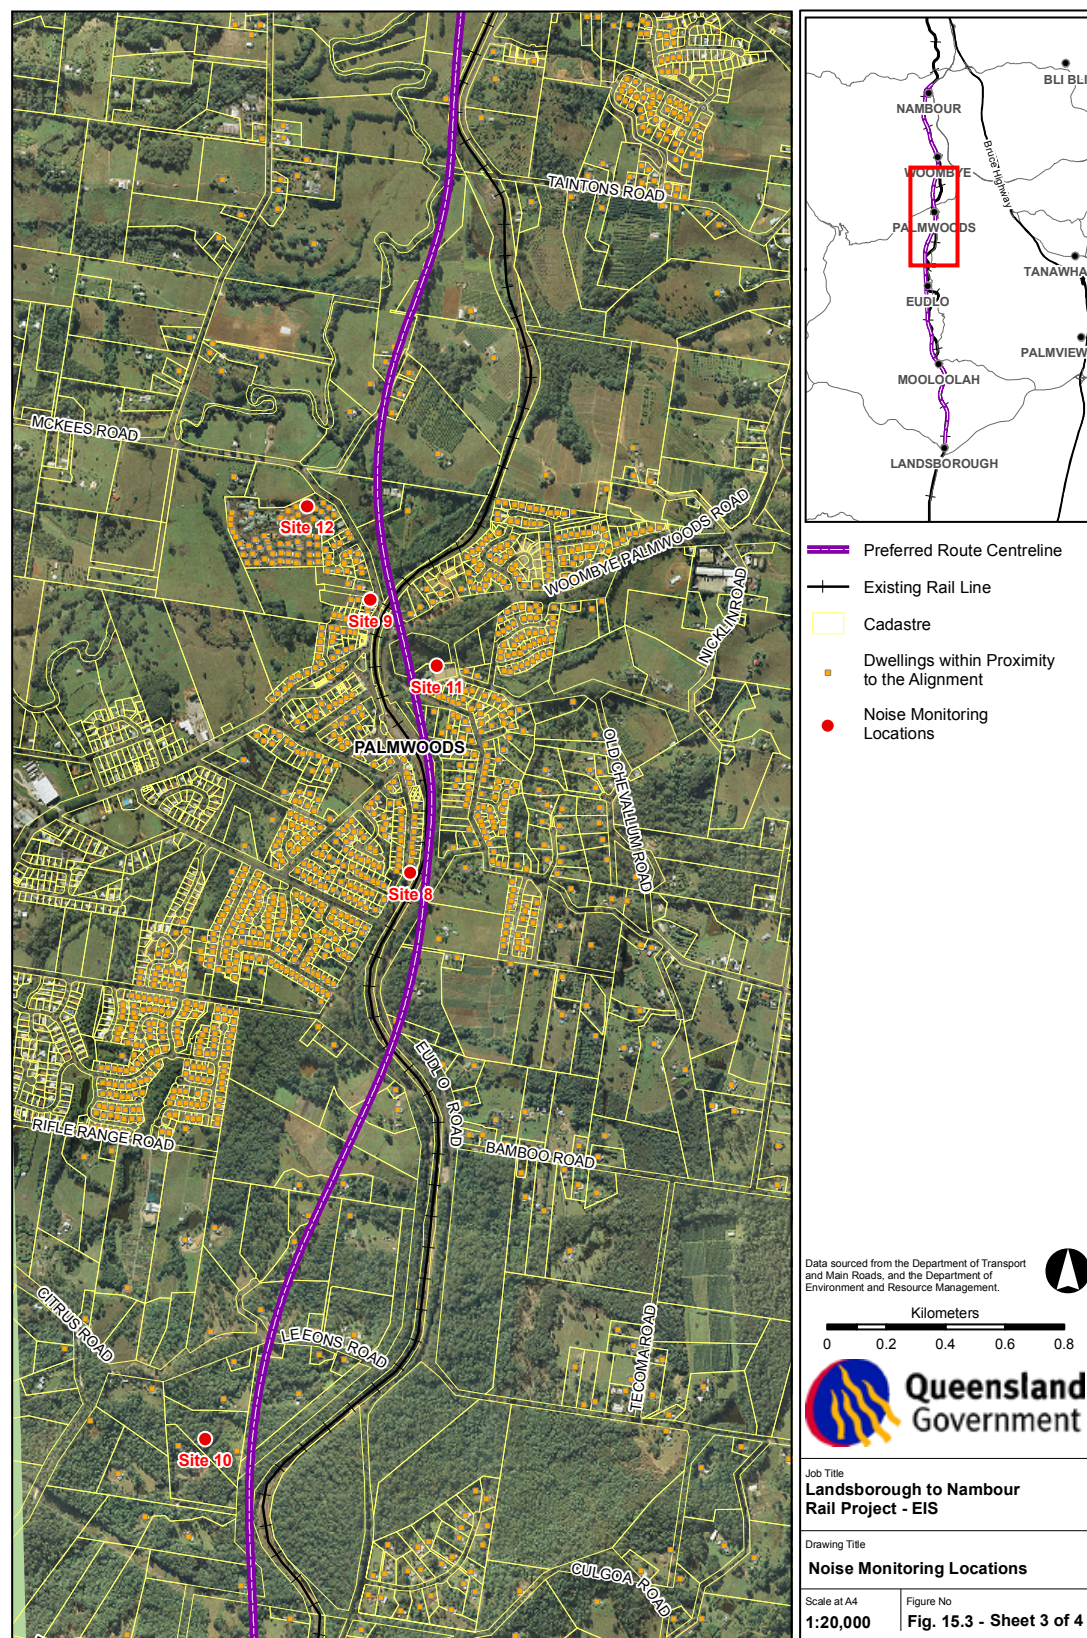 TAINTONS ROAD
MCKEES ROAD
Site 12
WOOMBYE PALMWOODS ROAD
Site 9
NICKLIN ROAD
Site 11
PALMWOODS
OLD CHEVALLUM ROAD
Site 8
EUDLO ROAD
RIFLE RANGE ROAD
BAMBOO ROAD
CITRUS ROAD
LEEONS ROAD
TECOMA ROAD
Site 10
CULGOA ROAD
BLI BLI
NAMBOUR
Bruce Highway
WOOMBYE
PALMWOODS
TANAWHA
EUDLO
PALMVIEW
MOOLOOLAH
LANDSBOROUGH
Preferred Route Centreline
Existing Rail Line
Cadastre
Dwellings within Proximity
to the Alignment
Noise Monitoring
Locations
Data sourced from the Department of Transport
and Main Roads, and the Department of
Environment and Resource Management.
Kilometers
0 0.2 0.4 0.6 0.8
Queensland
Government
Job Title
Landsborough to Nambour
Rail Project - EIS
Drawing Title
Noise Monitoring Locations
Scale at A4
1:20,000
Figure No
Fig. 15.3 - Sheet 3 of 4